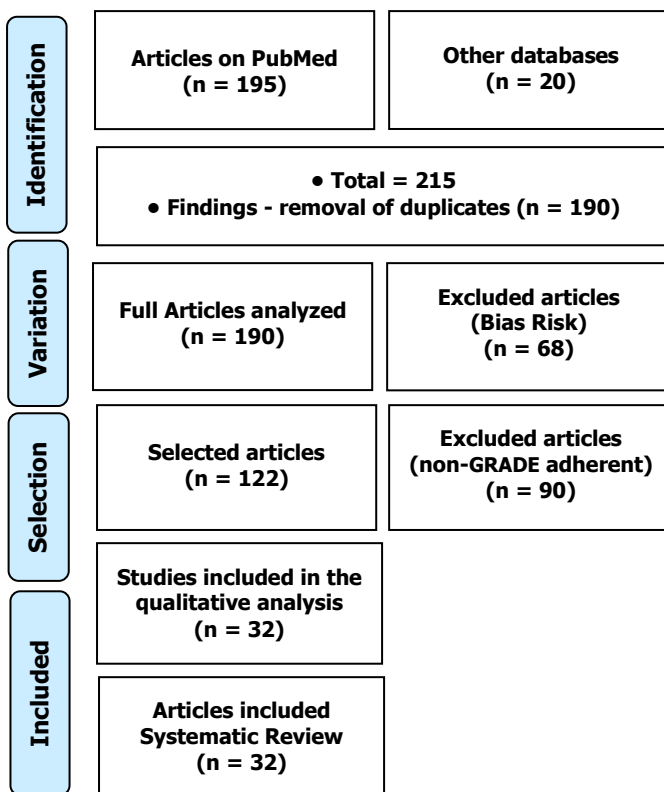 Identification
Articles on PubMed
(n = 195)
Other databases
(n = 20)
• Total = 215
• Findings - removal of duplicates (n = 190)
Variation
Full Articles analyzed
(n = 190)
Excluded articles
(Bias Risk)
(n = 68)
Selection
Selected articles
(n = 122)
Excluded articles
(non-GRADE adherent)
(n = 90)
Included
Studies included in the
qualitative analysis
(n = 32)
Articles included
Systematic Review
(n = 32)